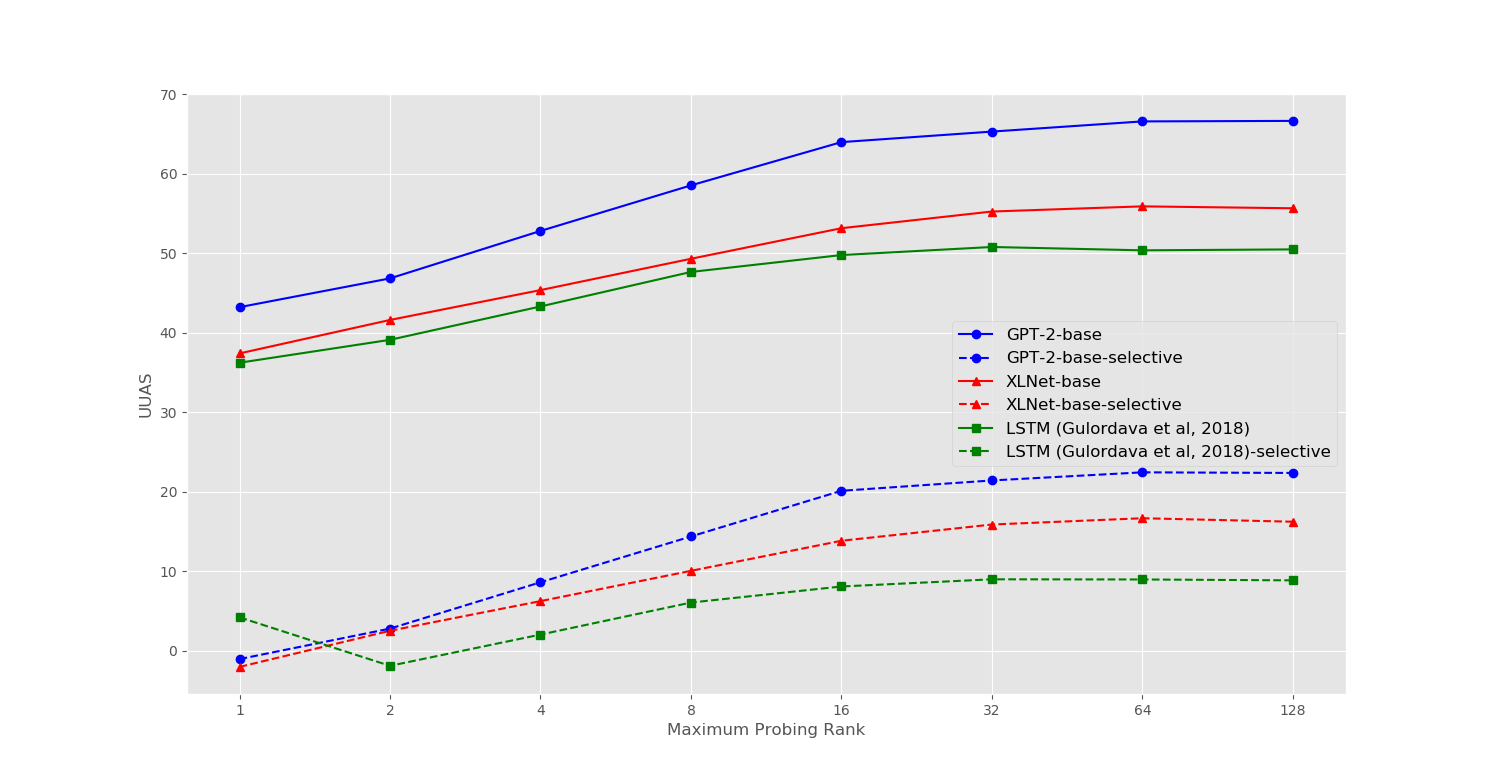 70
60
50
40
30
20
10
0
UUAS
GPT-2-base
GPT-2-base-selective
XLNet-base
XLNet-base-selective
LSTM (Gulordava et al, 2018)
LSTM (Gulordava et al, 2018)-selective
1 2 4 8 16 32 64 128
Maximum Probing Rank